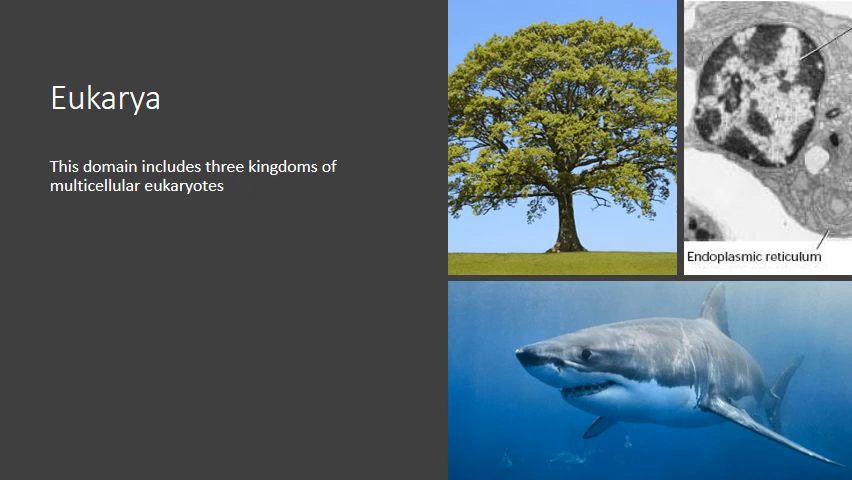 Eukarya
This domain includes three kingdoms of
multicellular eukaryotes
Endoplasmic reticulum